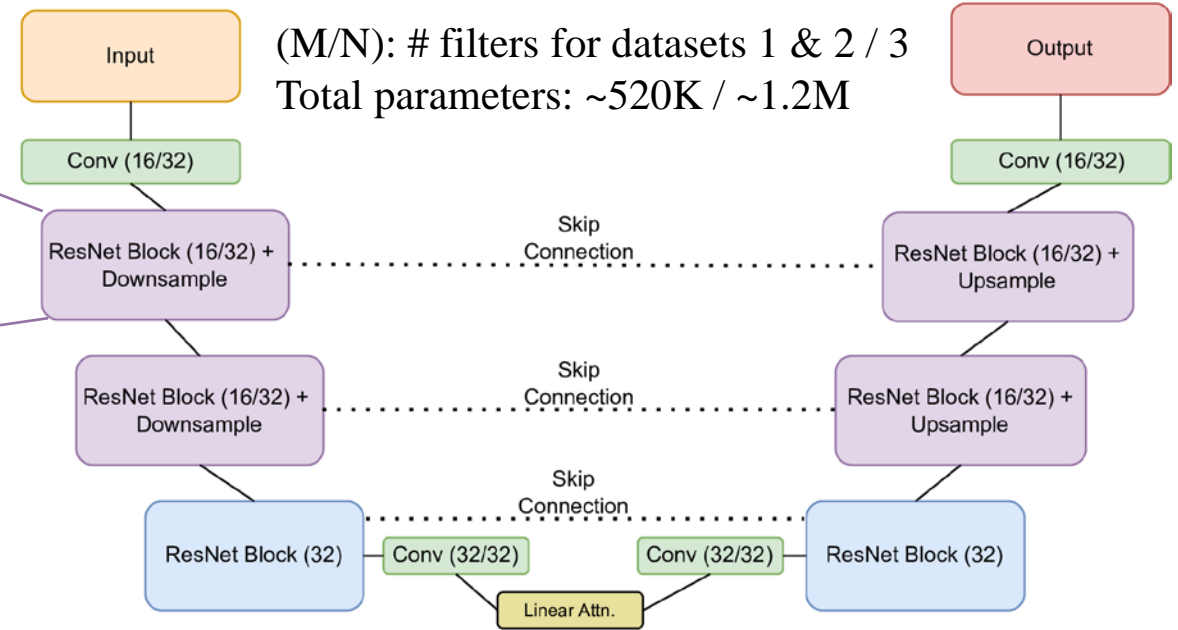 Input
(M/N): # filters for datasets 1 & 2 / 3
Total parameters: ~520K / ~1.2M
Output
Conv (16/32)
Conv (16/32)
ResNet Block (16/32) +
Downsample
Skip
Connection
ResNet Block (16/32) +
Upsample
ResNet Block (16/32) +
Downsample
Skip
Connection
ResNet Block (16/32) +
Upsample
Skip
Connection
ResNet Block (32)
Conv (32/32)
Conv (32/32)
ResNet Block (32)
Linear Attn.